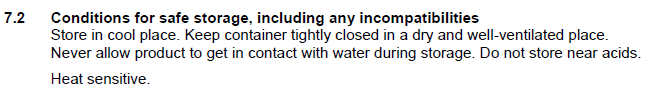 7.2 Conditions for safe storage, including any incompatibilities
Store in cool place. Keep container tightly closed in a dry and well-ventilated place.
Never allow product to get in contact with water during storage. Do not store near acids.
Heat sensitive.